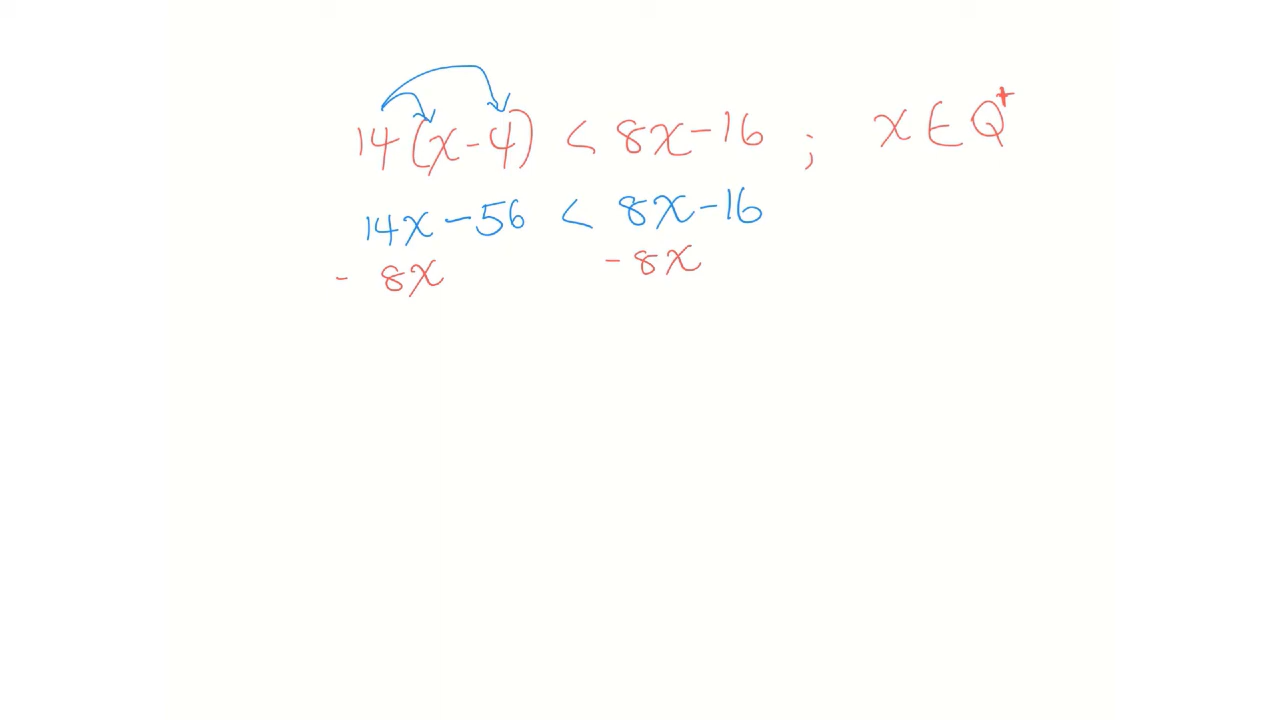 14(x-4) < 8x-16 ; x ∈ Q⁺
14x - 56 < 8x-16
- 8x - 8x